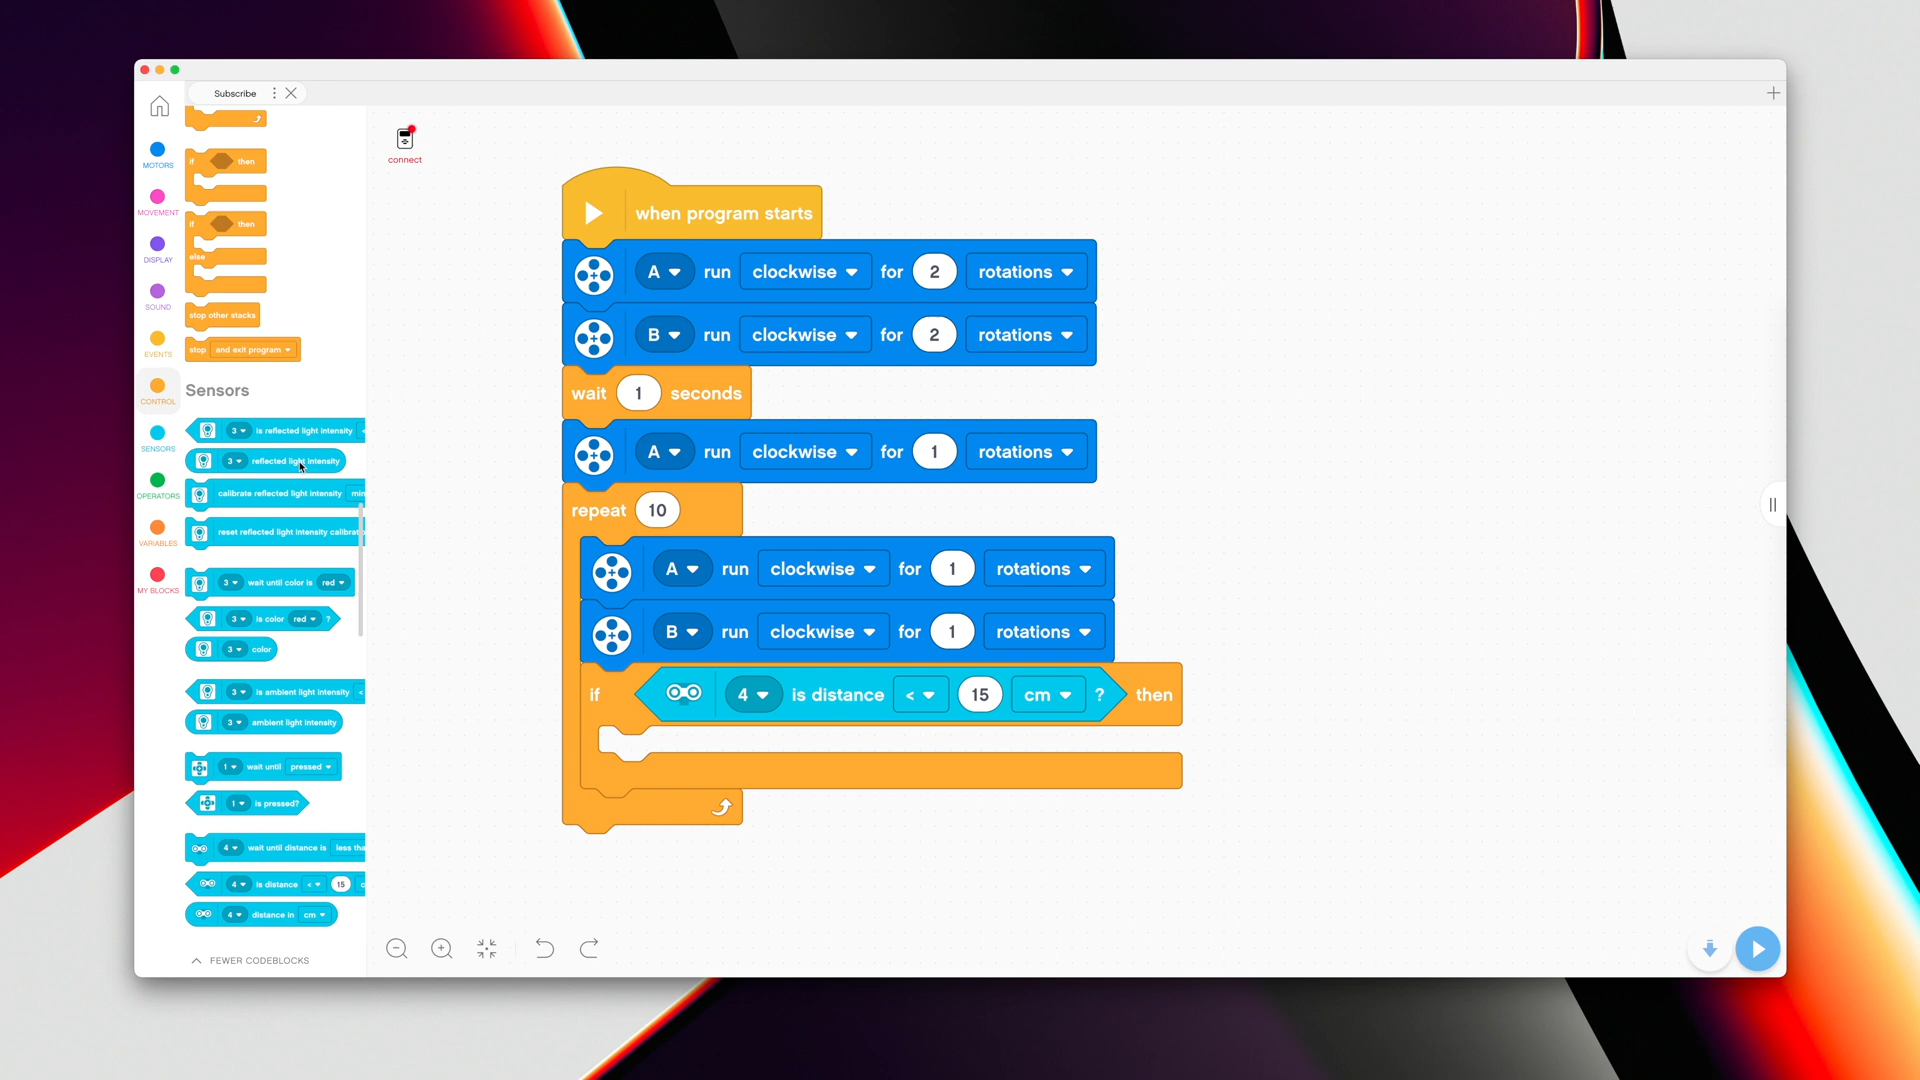 Subscribe
connect
MOTORS
MOVEMENT
DISPLAY
SOUND
EVENTS
CONTROL
SENSORS
OPERATORS
VARIABLES
MY BLOCKS
if then
if then
else
stop other stacks
stop and exit program
Sensors
3 is reflected light intensity <
3 reflected light intensity
calibrate reflected light intensity min
reset reflected light intensity calibrat
3 wait until color is red
3 is color red ?
3 color
3 is ambient light intensity <
3 ambient light intensity
1 wait until pressed
1 is pressed?
4 wait until distance is less tha
4 is distance < 15 c
4 distance in cm
FEWER CODEBLOCKS
when program starts
A run clockwise for 2 rotations
B run clockwise for 2 rotations
wait 1 seconds
A run clockwise for 1 rotations
repeat 10
A run clockwise for 1 rotations
B run clockwise for 1 rotations
if 4 is distance < 15 cm ? then